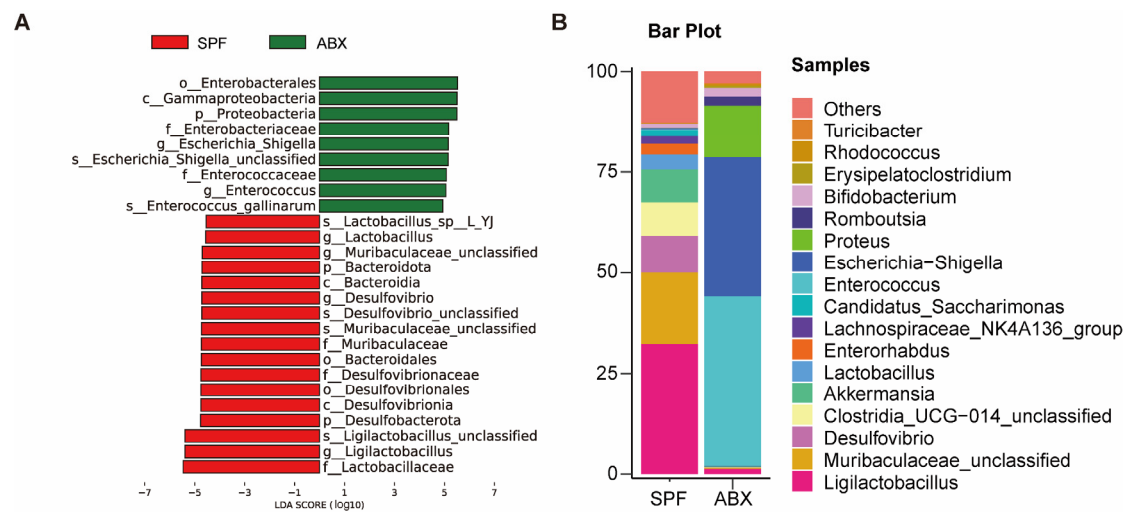 A
SPF
ABX
o__Enterobacterales
c__Gammaproteobacteria
p__Proteobacteria
f__Enterobacteriaceae
g__Escherichia_Shigella
s__Escherichia_Shigella_unclassified
f__Enterococcaceae
g__Enterococcus
s__Enterococcus_gallinarum
s__Lactobacillus_sp__L_YJ
g__Lactobacillus
g__Muribaculaceae_unclassified
p__Bacteroidota
c__Bacteroidia
g__Desulfovibrio
s__Desulfovibrio_unclassified
s__Muribaculaceae_unclassified
f__Muribaculaceae
o__Bacteroidales
f__Desulfovibrionaceae
o__Desulfovibrionales
c__Desulfovibrionia
p__Desulfobacterota
s__Ligilactobacillus_unclassified
g__Ligilactobacillus
f__Lactobacillaceae
−7 −5 −3 −1 1 3 5 7
LDA SCORE (log10)
B
Bar Plot
100
75
50
25
0
SPF ABX
Samples
Others
Turicibacter
Rhodococcus
Erysipelatoclostridium
Bifidobacterium
Romboutsia
Proteus
Escherichia−Shigella
Enterococcus
Candidatus_Saccharimonas
Lachnospiraceae_NK4A136_group
Enterorhabdus
Lactobacillus
Akkermansia
Clostridia_UCG−014_unclassified
Desulfovibrio
Muribaculaceae_unclassified
Ligilactobacillus